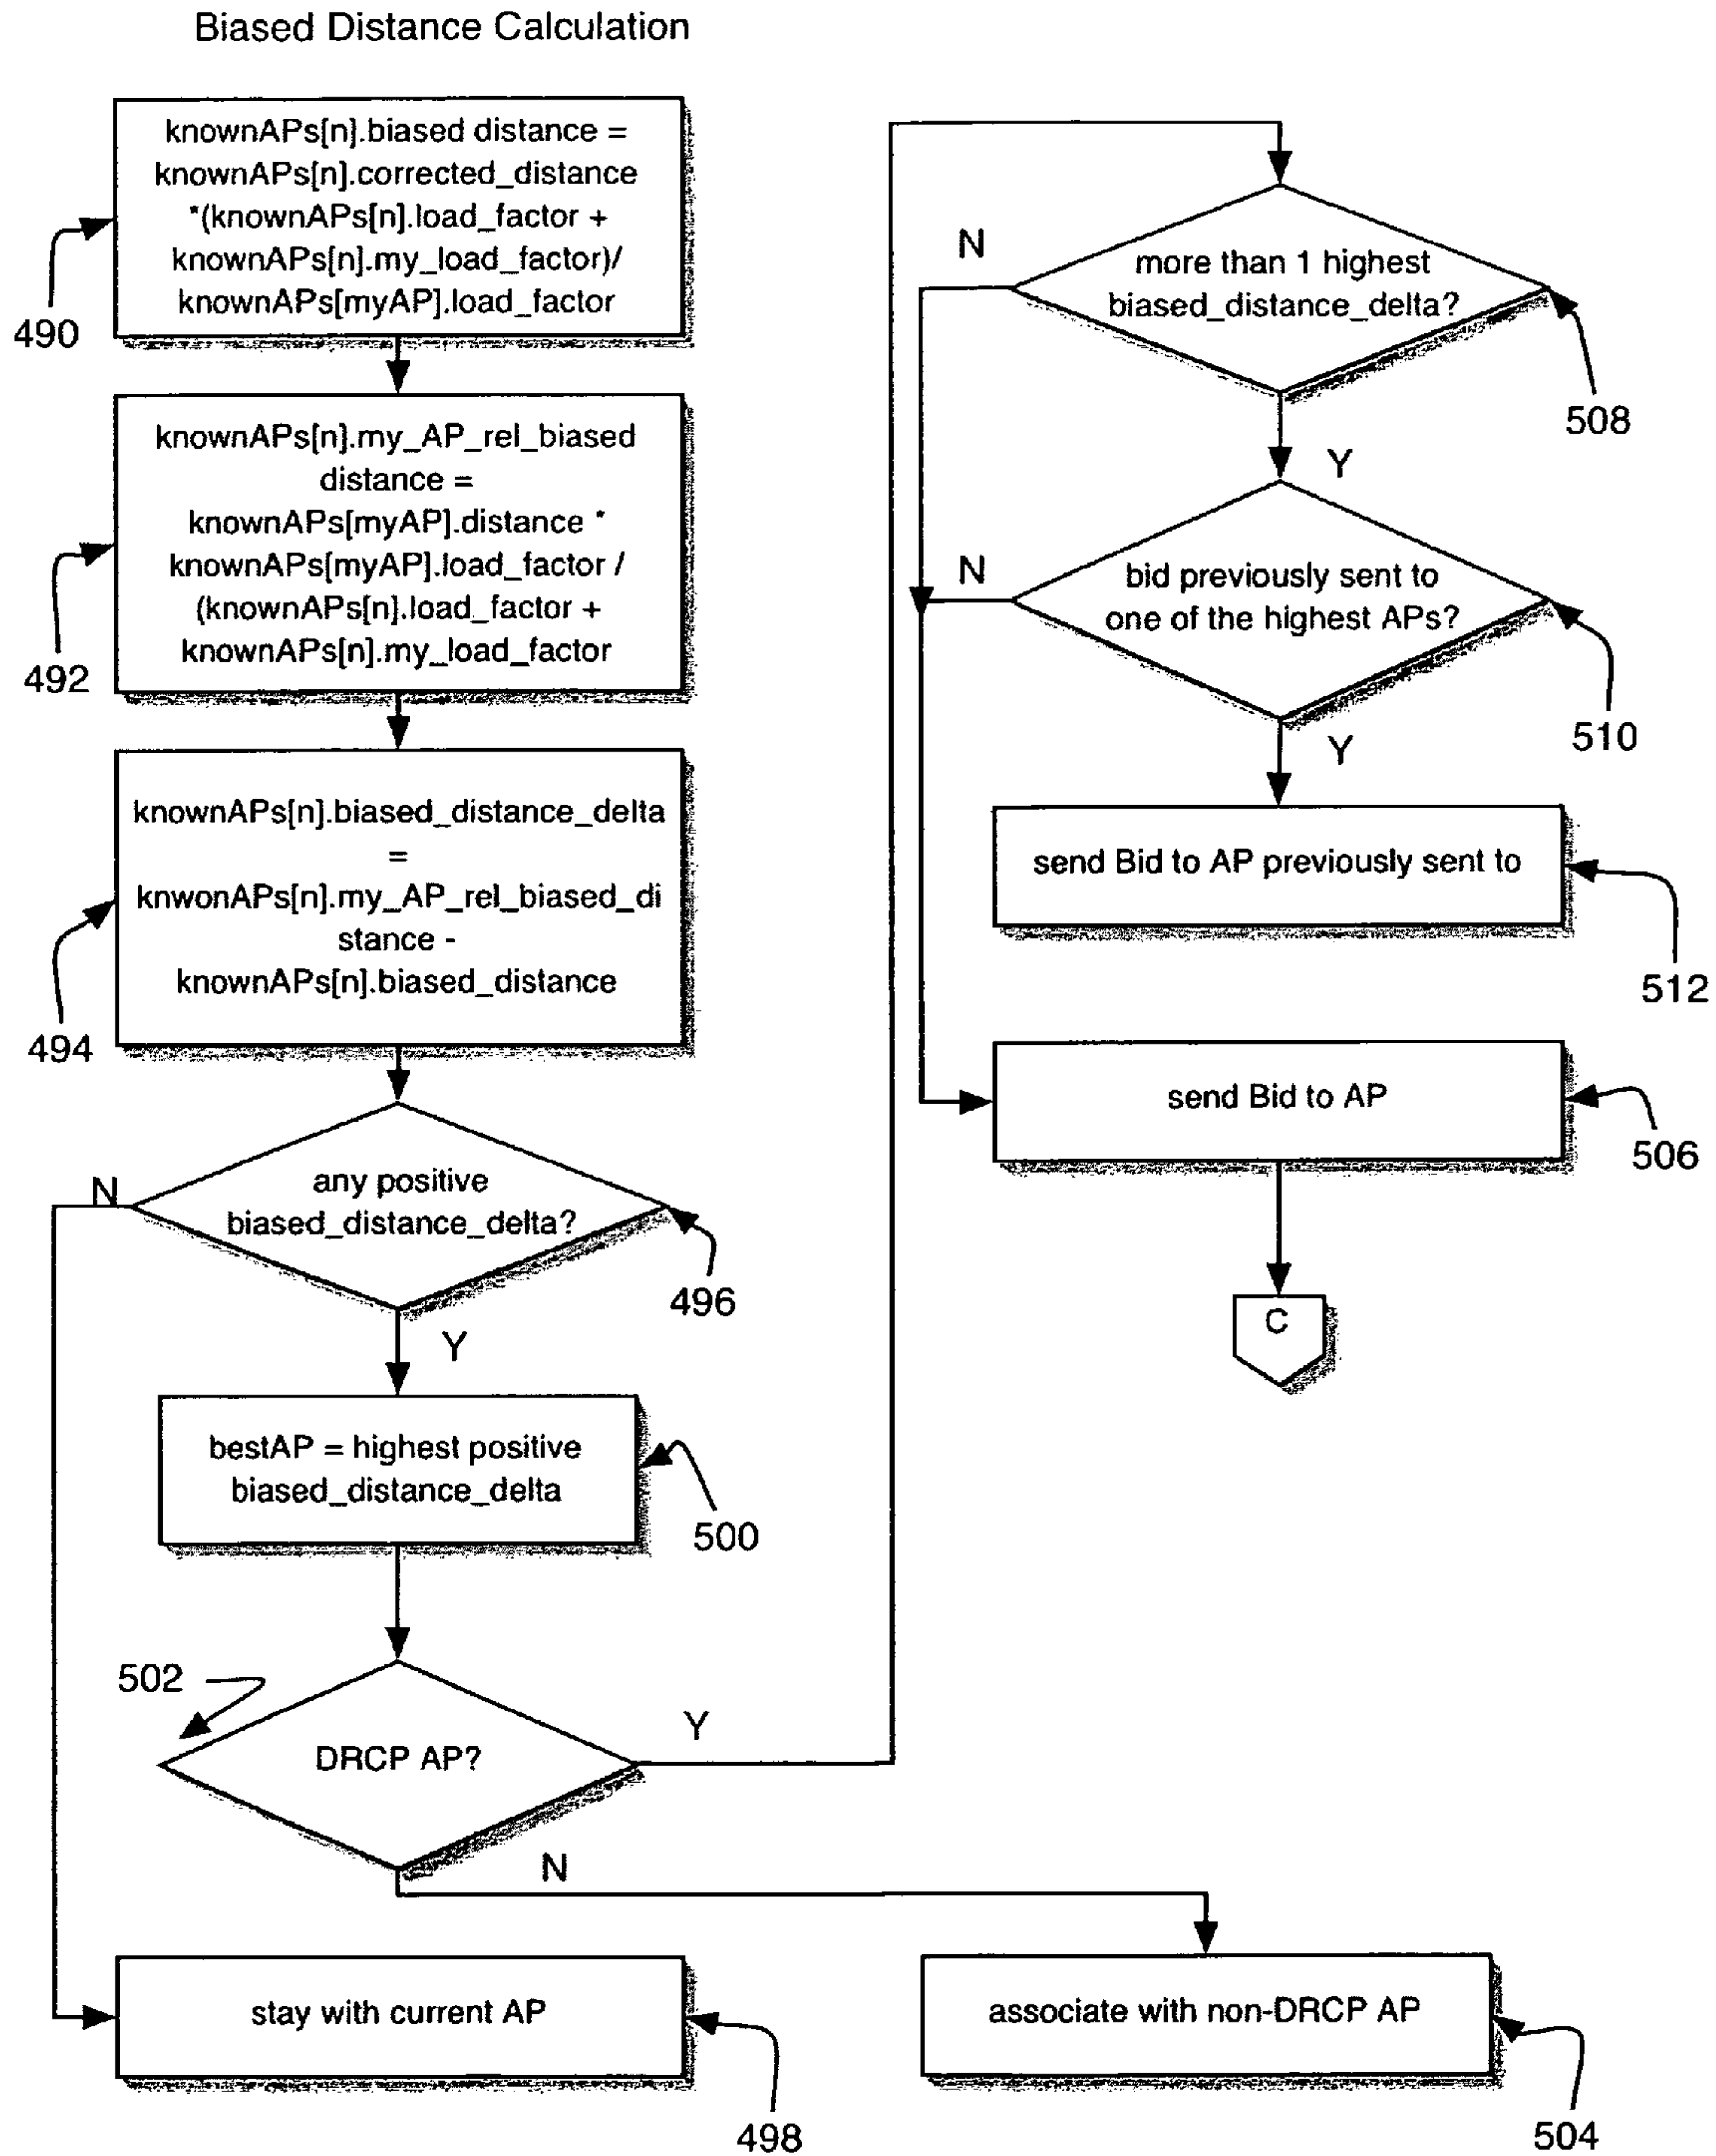 Biased Distance Calculation
knownAPs[n].biased distance =
knownAPs[n].corrected_distance
*(knownAPs[n].load_factor +
knownAPs[n].my_load_factor)/
knownAPs[myAP].load_factor
490
knownAPs[n].my_AP_rel_biased
distance =
knownAPs[myAP].distance *
knownAPs[myAP].load_factor /
(knownAPs[n].load_factor +
knownAPs[n].my_load_factor
492
knownAPs[n].biased_distance_delta
=
knwonAPs[n].my_AP_rel_biased_di
stance -
knownAPs[n].biased_distance
494
N
any positive
biased_distance_delta?
496
Y
bestAP = highest positive
biased_distance_delta
500
502
DRCP AP?
Y
N
stay with current AP
498
N
more than 1 highest
biased_distance_delta?
508
Y
N
bid previously sent to
one of the highest APs?
510
Y
send Bid to AP previously sent to
512
send Bid to AP
506
C
associate with non-DRCP AP
504